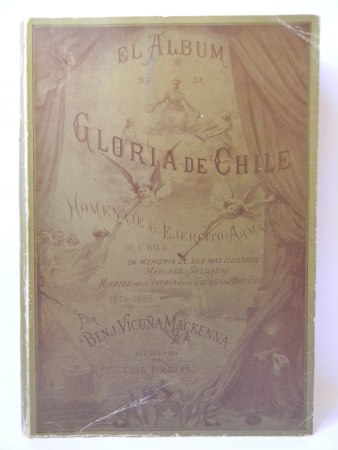 EL ALBUM
DE LA
GLORIA DE CHILE
HOMENAJE AL EJERCITO I ARMADA
DE CHILE
EN MEMORIA DE SUS MAS ILUSTRES
MARINOS I SOLDADOS
MUERTOS POR LA PATRIA EN LA GUERRA DEL PACIFICO
1879-1883
POR
BENJ. VICUÑA MACKENNA
ILUSTRADO
POR
LUIS F. ROJAS